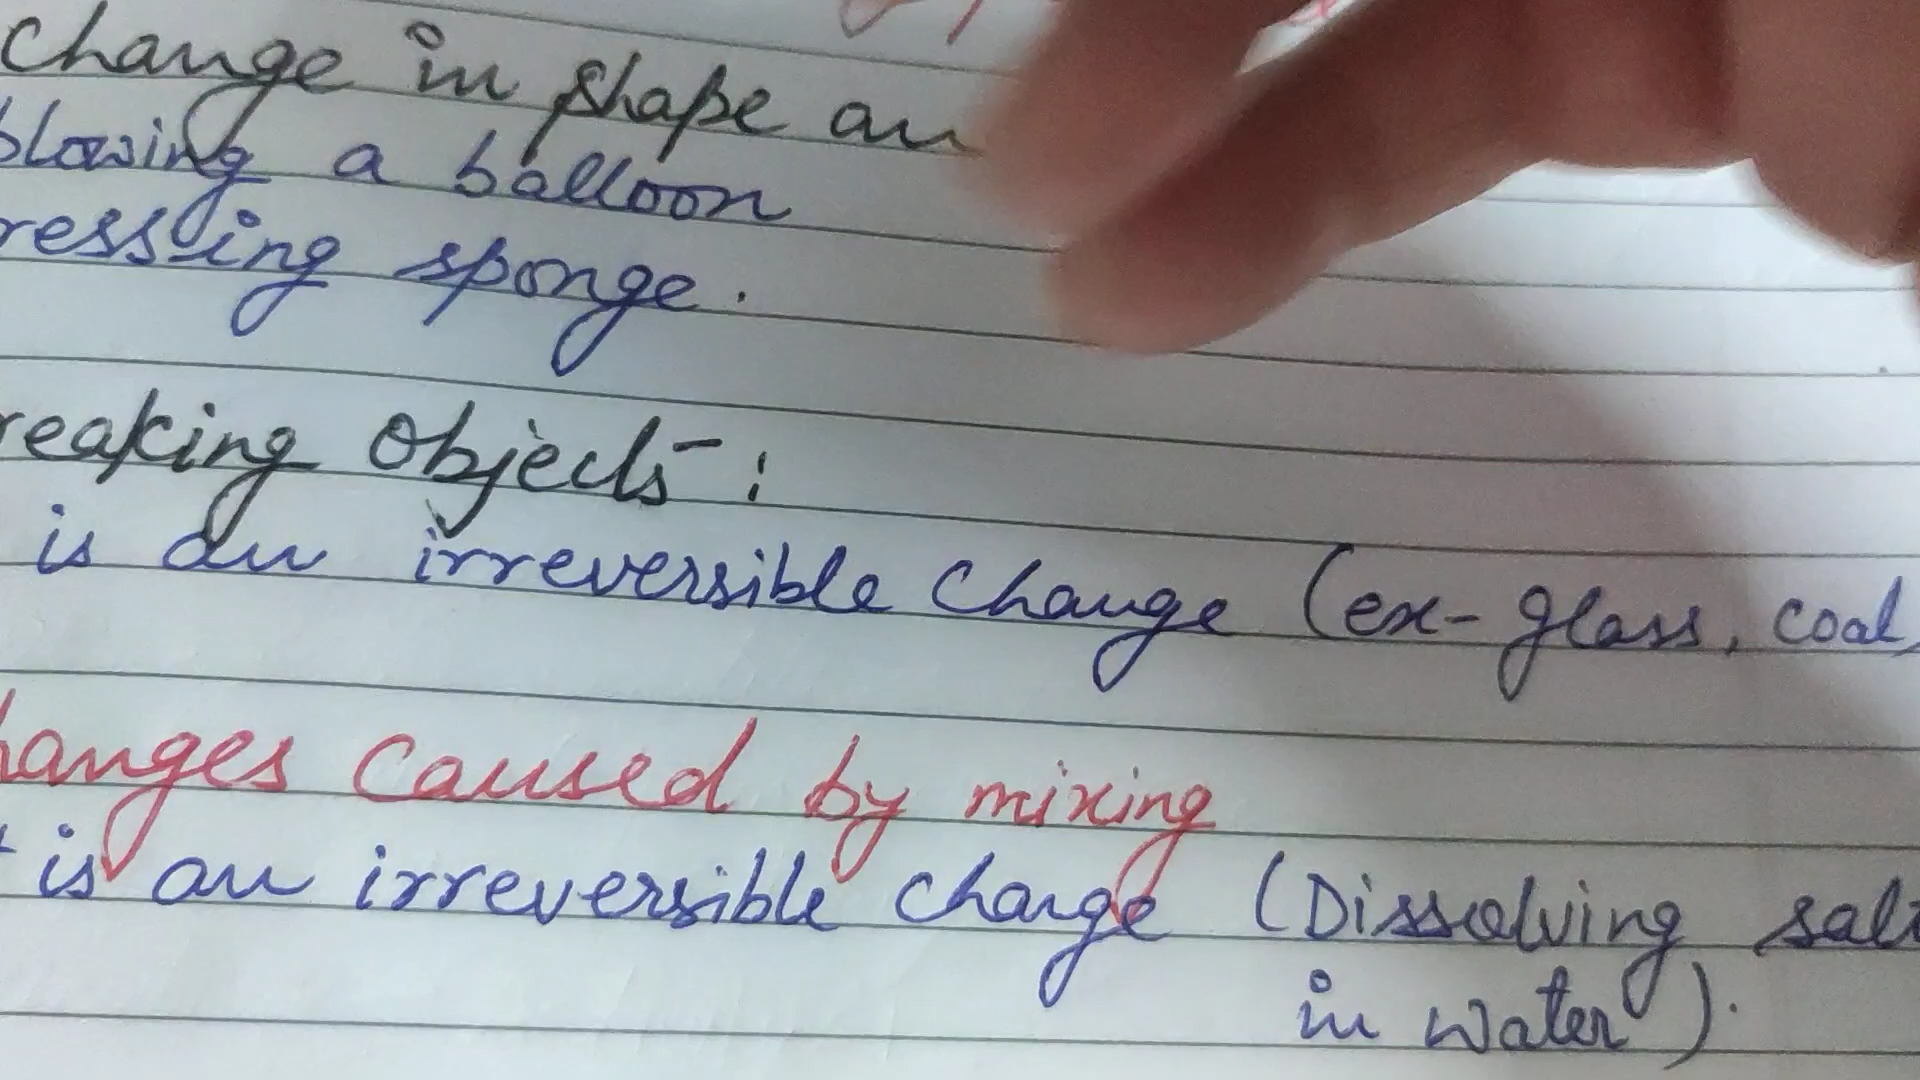 Change in shape
blowing a balloon
ressing sponge.
reaking Objects :
is an irreversible Change (ex- glass, coal,
hanges caused by mixing
is an irreversible change (Dissolving salt
in water).